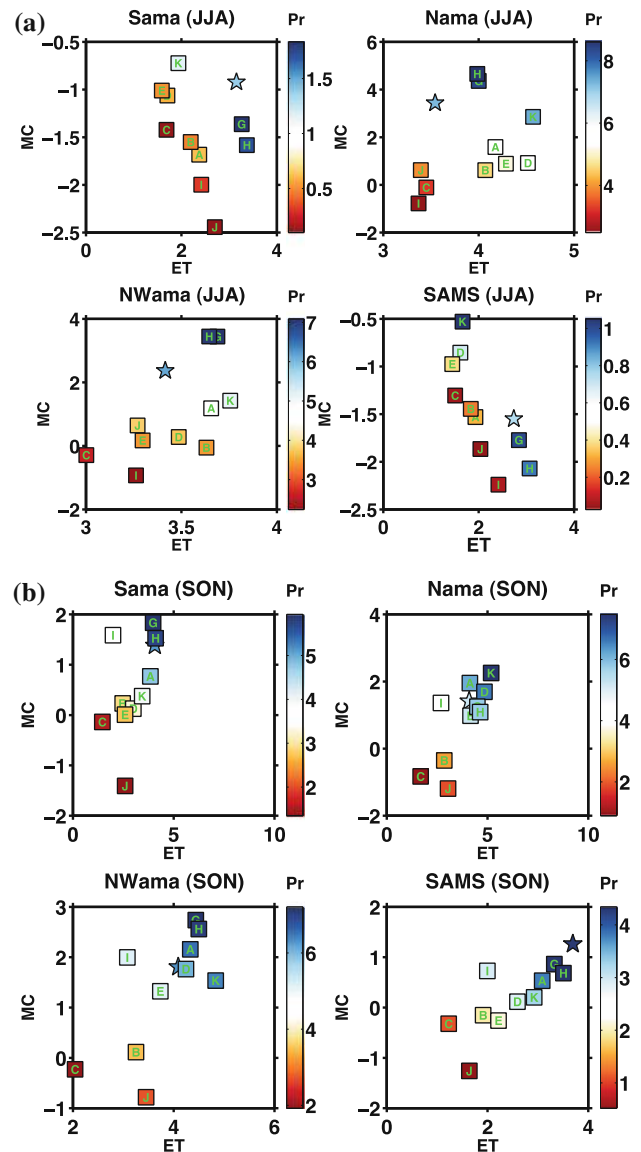 (a)
Sama (JJA)
Pr
MC
−0.5
−1
−1.5
−2
−2.5
0 2 4
ET
K
E
C
B
A
I
J
G
H
1.5
1
0.5
Nama (JJA)
Pr
MC
6
4
2
0
−2
3 4 5
ET
H
G
K
A
E
D
B
J
C
I
8
6
4
NWama (JJA)
Pr
MC
4
2
0
−2
3 3.5 4
ET
H G
K
A
J
E
D
B
C
I
7
6
5
4
3
SAMS (JJA)
Pr
MC
−0.5
−1
−1.5
−2
−2.5
0 2 4
ET
K
D
E
C
B
A
J
G
H
I
1
0.8
0.6
0.4
0.2
(b)
Sama (SON)
Pr
MC
2
1
0
−1
−2
0 5 10
ET
G
H
I
A
K
B
D
E
C
J
5
4
3
2
Nama (SON)
Pr
MC
4
2
0
−2
0 5 10
ET
K
A
D
I
H
E
B
C
J
6
4
2
NWama (SON)
Pr
MC
3
2
1
0
−1
2 4 6
ET
G
H
A
I
D
K
E
B
C
J
6
4
2
SAMS (SON)
Pr
MC
2
1
0
−1
−2
0 2 4
ET
G
H
I
A
K
D
B
E
C
J
4
3
2
1